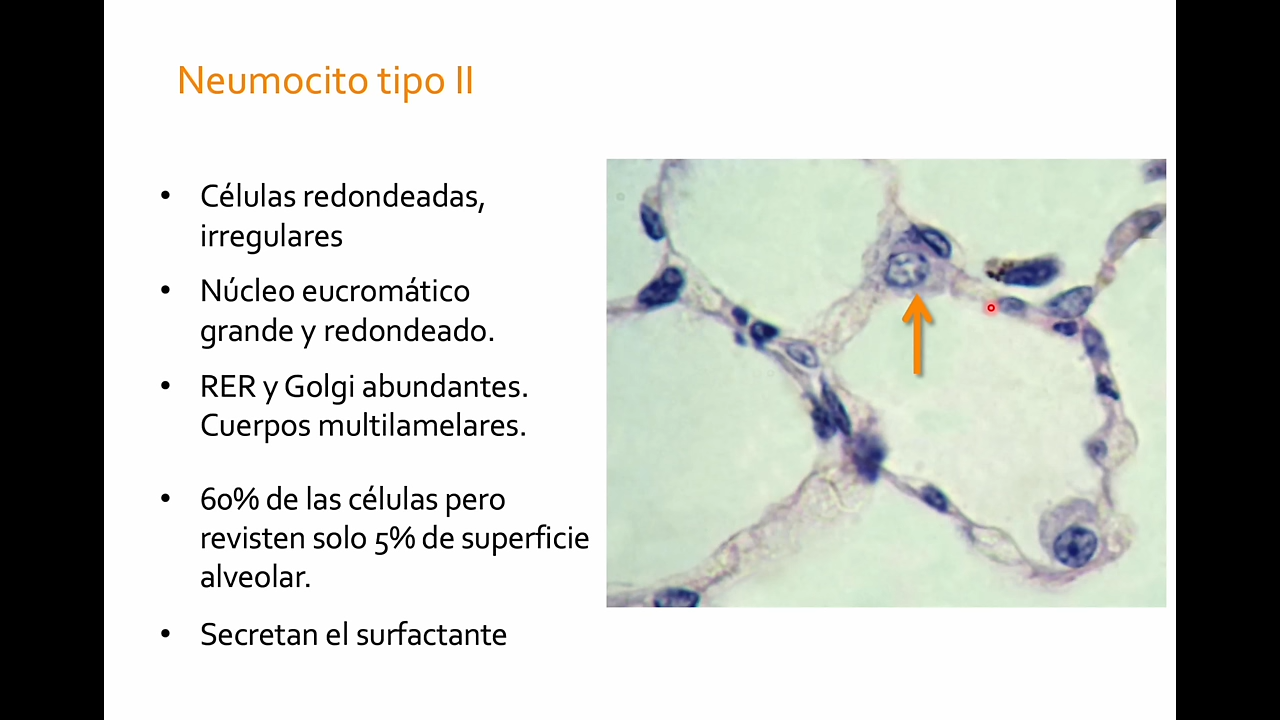 Neumocito tipo II
• Células redondeadas,
irregulares
• Núcleo eucromático
grande y redondeado.
• RER y Golgi abundantes.
Cuerpos multilamelares.
• 60% de las células pero
revisten solo 5% de superficie
alveolar.
• Secretan el surfactante